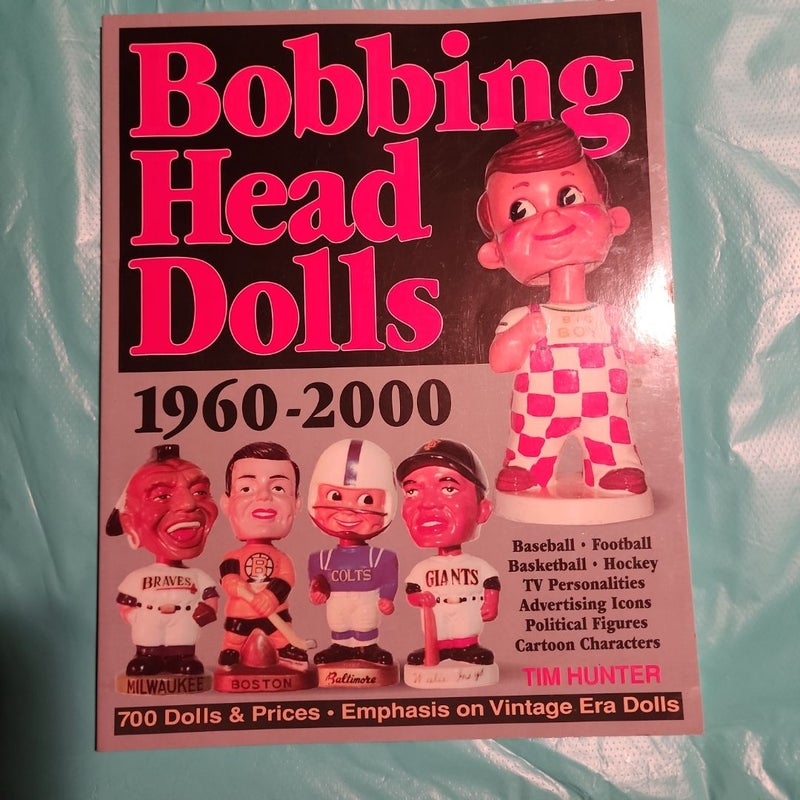 Bobbing
Head
Dolls
1960-2000
BIG
BOY
BRAVES
B
COLTS
GIANTS
MILWAUKEE
BOSTON
Baltimore
Baseball • Football
Basketball • Hockey
TV Personalities
Advertising Icons
Political Figures
Cartoon Characters
TIM HUNTER
700 Dolls & Prices • Emphasis on Vintage Era Dolls